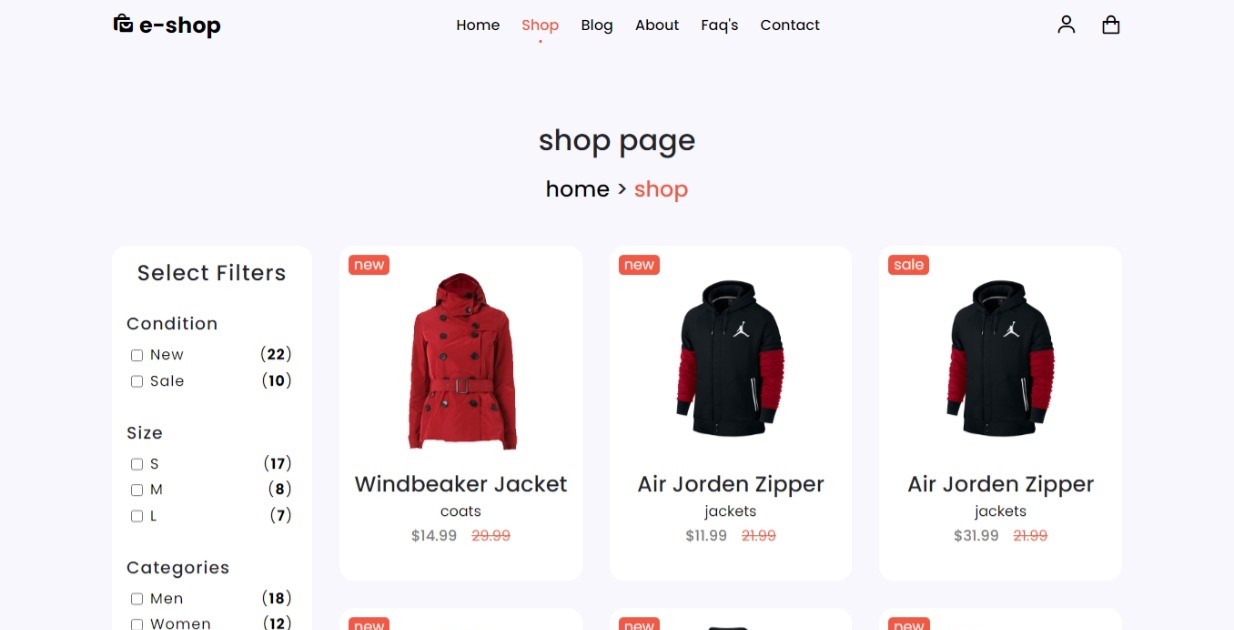 e-shop
Home Shop Blog About Faq's Contact
shop page
home > shop
Select Filters
Condition
New (22)
Sale (10)
Size
S (17)
M (8)
L (7)
Categories
Men (18)
Women (12)
new
Windbeaker Jacket
coats
$14.99 29.99
new
Air Jorden Zipper
jackets
$11.99 21.99
sale
Air Jorden Zipper
jackets
$31.99 21.99
new
new
new